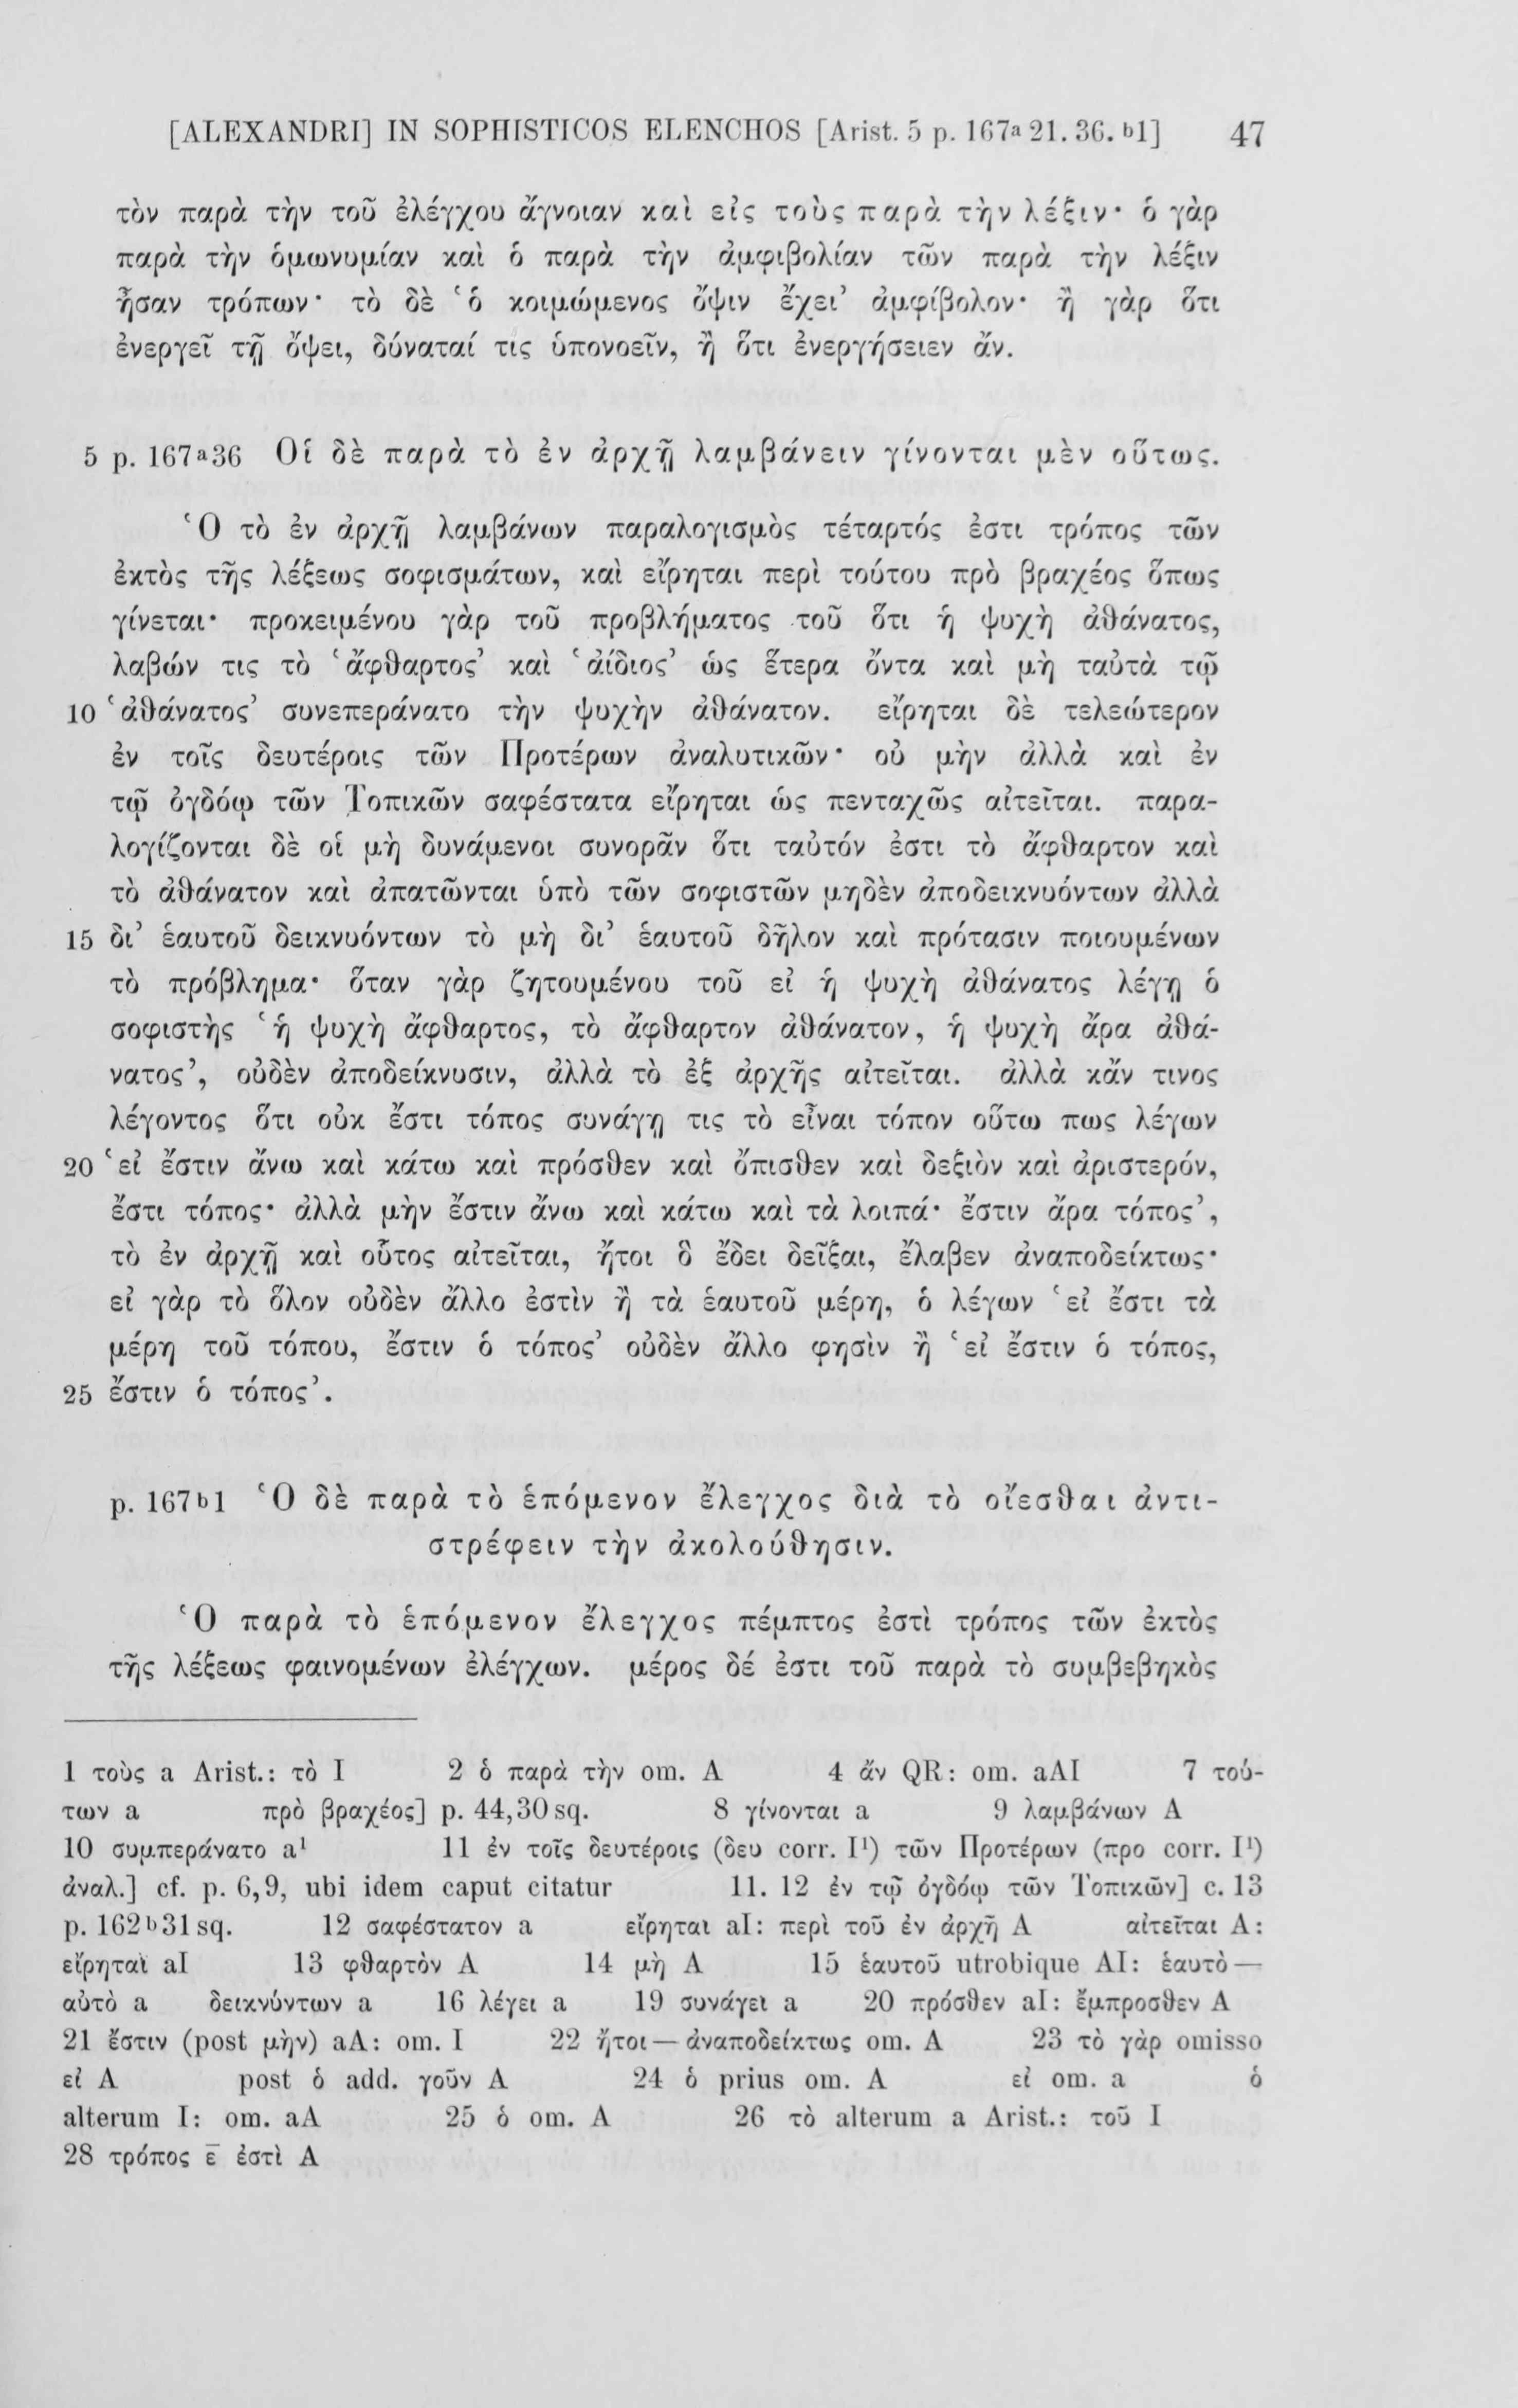 [ALEXANDRI] IN SOPHISTICOS ELENCHOS [Arist. 5 p. 167ᵃ 21. 36. ᵇ1] 47
τὸν παρὰ τὴν τοῦ ἐλέγχου ἄγνοιαν καὶ εἰς τοὺς παρὰ τὴν λέξιν· ὁ γὰρ
παρὰ τὴν ὁμωνυμίαν καὶ ὁ παρὰ τὴν ἀμφιβολίαν τῶν παρὰ τὴν λέξιν
ἦσαν τρόπων· τὸ δὲ ‘ὁ κοιμώμενος ὄψιν ἔχει’ ἀμφίβολον· ἢ γὰρ ὅτι
ἐνεργεῖ τῇ ὄψει, δύναταί τις ὑπονοεῖν, ἢ ὅτι ἐνεργήσειεν ἄν.
5 p. 167ᵃ36 Οἱ δὲ παρὰ τὸ ἐν ἀρχῇ λαμβάνειν γίνονται μὲν οὕτως.
Ὁ τὸ ἐν ἀρχῇ λαμβάνων παραλογισμὸς τέταρτός ἐστι τρόπος τῶν
ἐκτὸς τῆς λέξεως σοφισμάτων, καὶ εἴρηται περὶ τούτου πρὸ βραχέος ὅπως
γίνεται· προκειμένου γὰρ τοῦ προβλήματος τοῦ ὅτι ἡ ψυχὴ ἀθάνατος,
λαβών τις τὸ ‘ἄφθαρτος’ καὶ ‘ἀίδιος’ ὡς ἕτερα ὄντα καὶ μὴ ταὐτὰ τῷ
10 ‘ἀθάνατος’ συνεπεράνατο τὴν ψυχὴν ἀθάνατον. εἴρηται δὲ τελεώτερον
ἐν τοῖς δευτέροις τῶν Προτέρων ἀναλυτικῶν· οὐ μὴν ἀλλὰ καὶ ἐν
τῷ ὀγδόῳ τῶν Τοπικῶν σαφέστατα εἴρηται ὡς πενταχῶς αἰτεῖται. παρα-
λογίζονται δὲ οἱ μὴ δυνάμενοι συνορᾶν ὅτι ταὐτόν ἐστι τὸ ἄφθαρτον καὶ
τὸ ἀθάνατον καὶ ἀπατῶνται ὑπὸ τῶν σοφιστῶν μηδὲν ἀποδεικνυόντων ἀλλὰ
15 δι’ ἑαυτοῦ δεικνυόντων τὸ μὴ δι’ ἑαυτοῦ δῆλον καὶ πρότασιν ποιουμένων
τὸ πρόβλημα· ὅταν γὰρ ζητουμένου τοῦ εἰ ἡ ψυχὴ ἀθάνατος λέγῃ ὁ
σοφιστὴς ‘ἡ ψυχὴ ἄφθαρτος, τὸ ἄφθαρτον ἀθάνατον, ἡ ψυχὴ ἄρα ἀθά-
νατος’, οὐδὲν ἀποδείκνυσιν, ἀλλὰ τὸ ἐξ ἀρχῆς αἰτεῖται. ἀλλὰ κἄν τινος
λέγοντος ὅτι οὐκ ἔστι τόπος συνάγῃ τις τὸ εἶναι τόπον οὕτω πως λέγων
20 ‘εἰ ἔστιν ἄνω καὶ κάτω καὶ πρόσθεν καὶ ὄπισθεν καὶ δεξιὸν καὶ ἀριστερόν,
ἔστι τόπος· ἀλλὰ μὴν ἔστιν ἄνω καὶ κάτω καὶ τὰ λοιπά· ἔστιν ἄρα τόπος’,
τὸ ἐν ἀρχῇ καὶ οὗτος αἰτεῖται, ἤτοι ὃ ἔδει δεῖξαι, ἔλαβεν ἀναποδείκτως·
εἰ γὰρ τὸ ὅλον οὐδὲν ἄλλο ἐστὶν ἢ τὰ ἑαυτοῦ μέρη, ὁ λέγων ‘εἰ ἔστι τὰ
μέρη τοῦ τόπου, ἔστιν ὁ τόπος’ οὐδὲν ἄλλο φησὶν ἢ ‘εἰ ἔστιν ὁ τόπος,
25 ἔστιν ὁ τόπος’.
p. 167ᵇ1 Ὁ δὲ παρὰ τὸ ἑπόμενον ἔλεγχος διὰ τὸ οἴεσθαι ἀντι-
στρέφειν τὴν ἀκολούθησιν.
Ὁ παρὰ τὸ ἑπόμενον ἔλεγχος πέμπτος ἐστὶ τρόπος τῶν ἐκτὸς
τῆς λέξεως φαινομένων ἐλέγχων. μέρος δέ ἐστι τοῦ παρὰ τὸ συμβεβηκὸς
1 τοὺς a Arist.: τὸ I 2 ὁ παρὰ τὴν om. A 4 ἄν QR: om. aAI 7 τού-
των a πρὸ βραχέος] p. 44,30 sq. 8 γίνονται a 9 λαμβάνων A
10 συμπεράνατο a¹ 11 ἐν τοῖς δευτέροις (δευ corr. I¹) τῶν Προτέρων (προ corr. I¹)
ἀναλ.] cf. p. 6,9, ubi idem caput citatur 11. 12 ἐν τῷ ὀγδόῳ τῶν Τοπικῶν] c. 13
p. 162ᵇ31 sq. 12 σαφέστατον a εἴρηται aI: περὶ τοῦ ἐν ἀρχῇ A αἰτεῖται A:
εἴρηται aI 13 φθαρτὸν A 14 μὴ A 15 ἑαυτοῦ utrobique AI: ἑαυτὸ —
αὐτὸ a δεικνύντων a 16 λέγει a 19 συνάγει a 20 πρόσθεν aI: ἔμπροσθεν A
21 ἔστιν (post μὴν) aA: om. I 22 ἤτοι — ἀναποδείκτως om. A 23 τὸ γὰρ omisso
εἰ A post ὁ add. γοῦν A 24 ὁ prius om. A εἰ om. a ὁ
alterum I: om. aA 25 ὁ om. A 26 τὸ alterum a Arist.: τοῦ I
28 τρόπος ε̅ ἐστὶ A